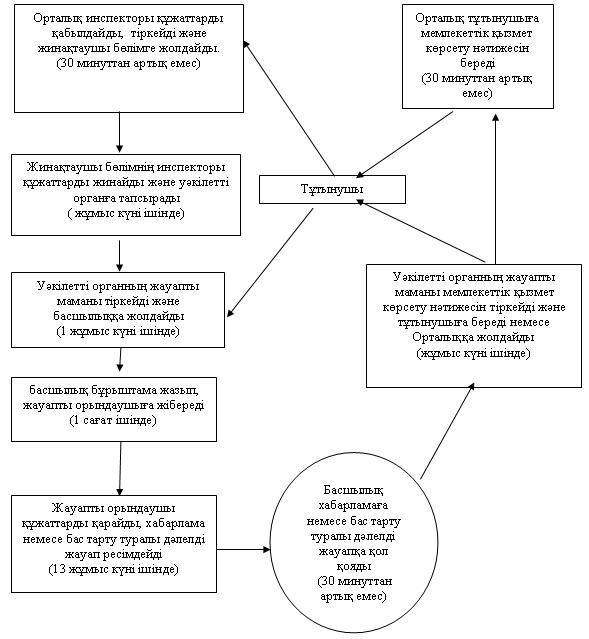 Орталық инспекторы құжаттарды
қабылдайды,  тіркейді және
жинақтаушы бөлімге жолдайды.
(30 минуттан артық емес)
Орталық тұтынушыға
мемлекеттік қызмет
көрсету нәтижесін
береді
(30 минуттан артық
емес)
Жинақтаушы бөлімнің инспекторы
құжаттарды жинайды және уәкілетті
органға тапсырады
( жұмыс күні ішінде)
Тұтынушы
Уәкілетті органның жауапты
маманы тіркейді және
басшылыққа жолдайды
(1 жұмыс күні ішінде)
Уәкілетті органның жауапты
маманы мемлекеттік қызмет
көрсету нәтижесін тіркейді және
тұтынушыға береді немесе
Орталыққа жолдайды
(жұмыс күні ішінде)
басшылық бұрыштама жазып,
жауапты орындаушыға жібереді
(1 сағат ішінде)
Жауапты орындаушы
құжаттарды қарайды, хабарлама
немесе бас тарту туралы дәлелді
жауап ресімдейді
(13 жұмыс күні ішінде)
Басшылық
хабарламаға
немесе бас тарту
туралы дәлелді
жауапқа қол
қояды
(30 минуттан
артық емес)